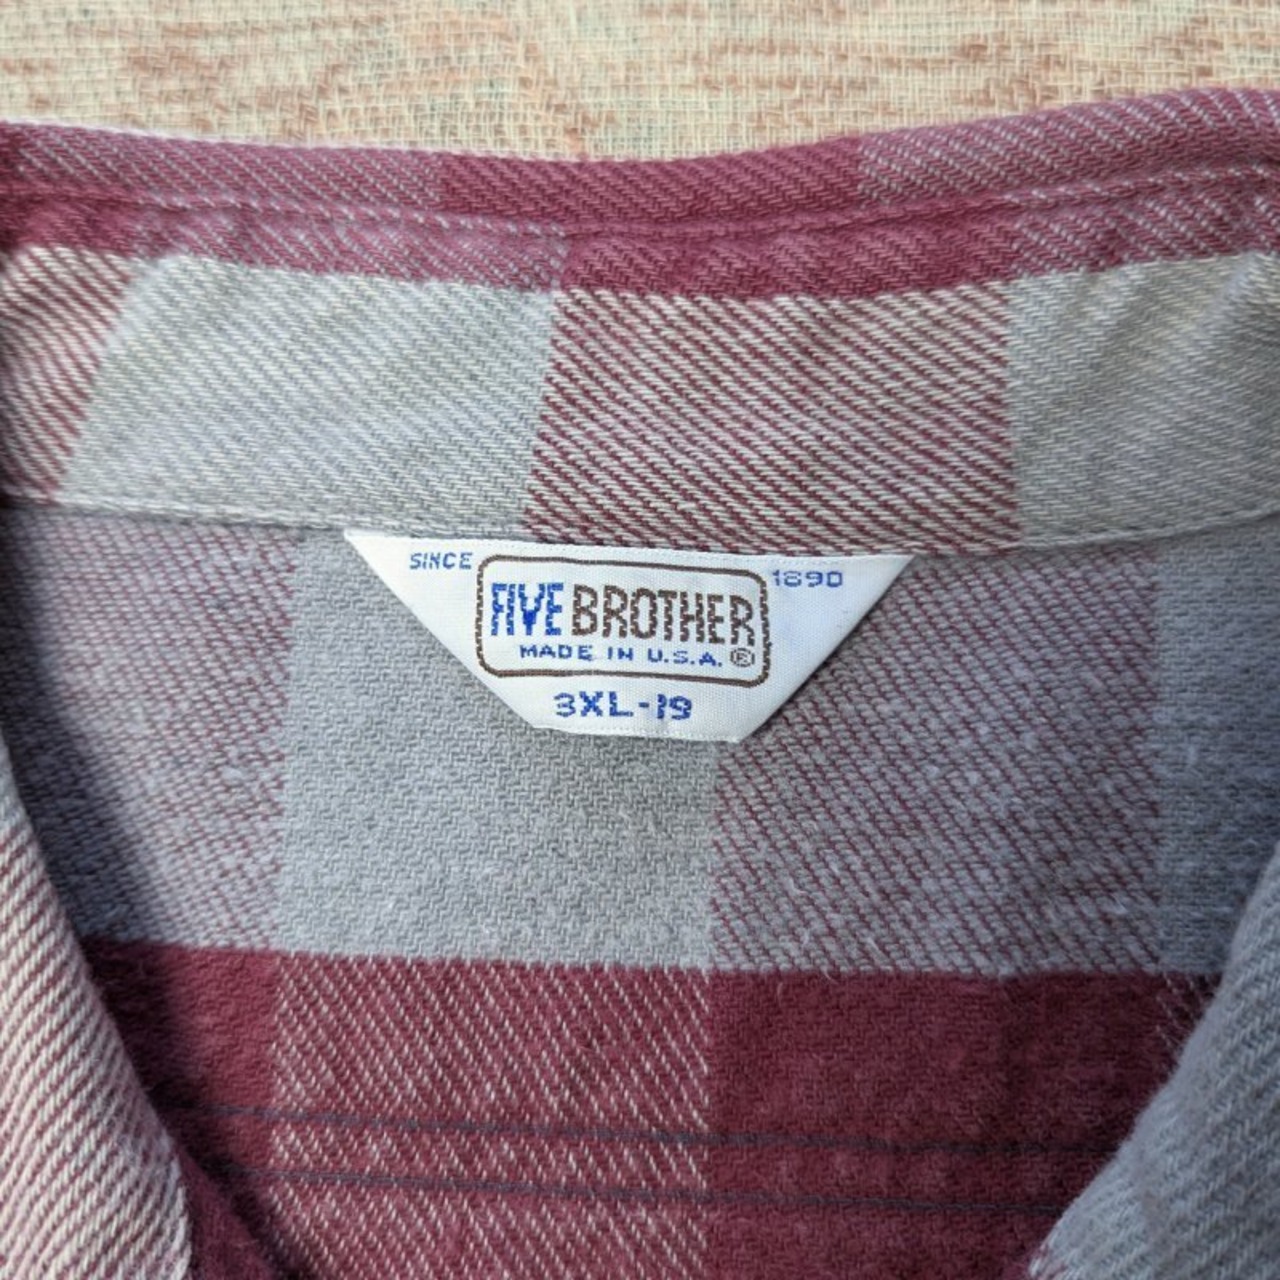 SINCE 1890
FIVE BROTHER
MADE IN U.S.A. ®
3XL-19